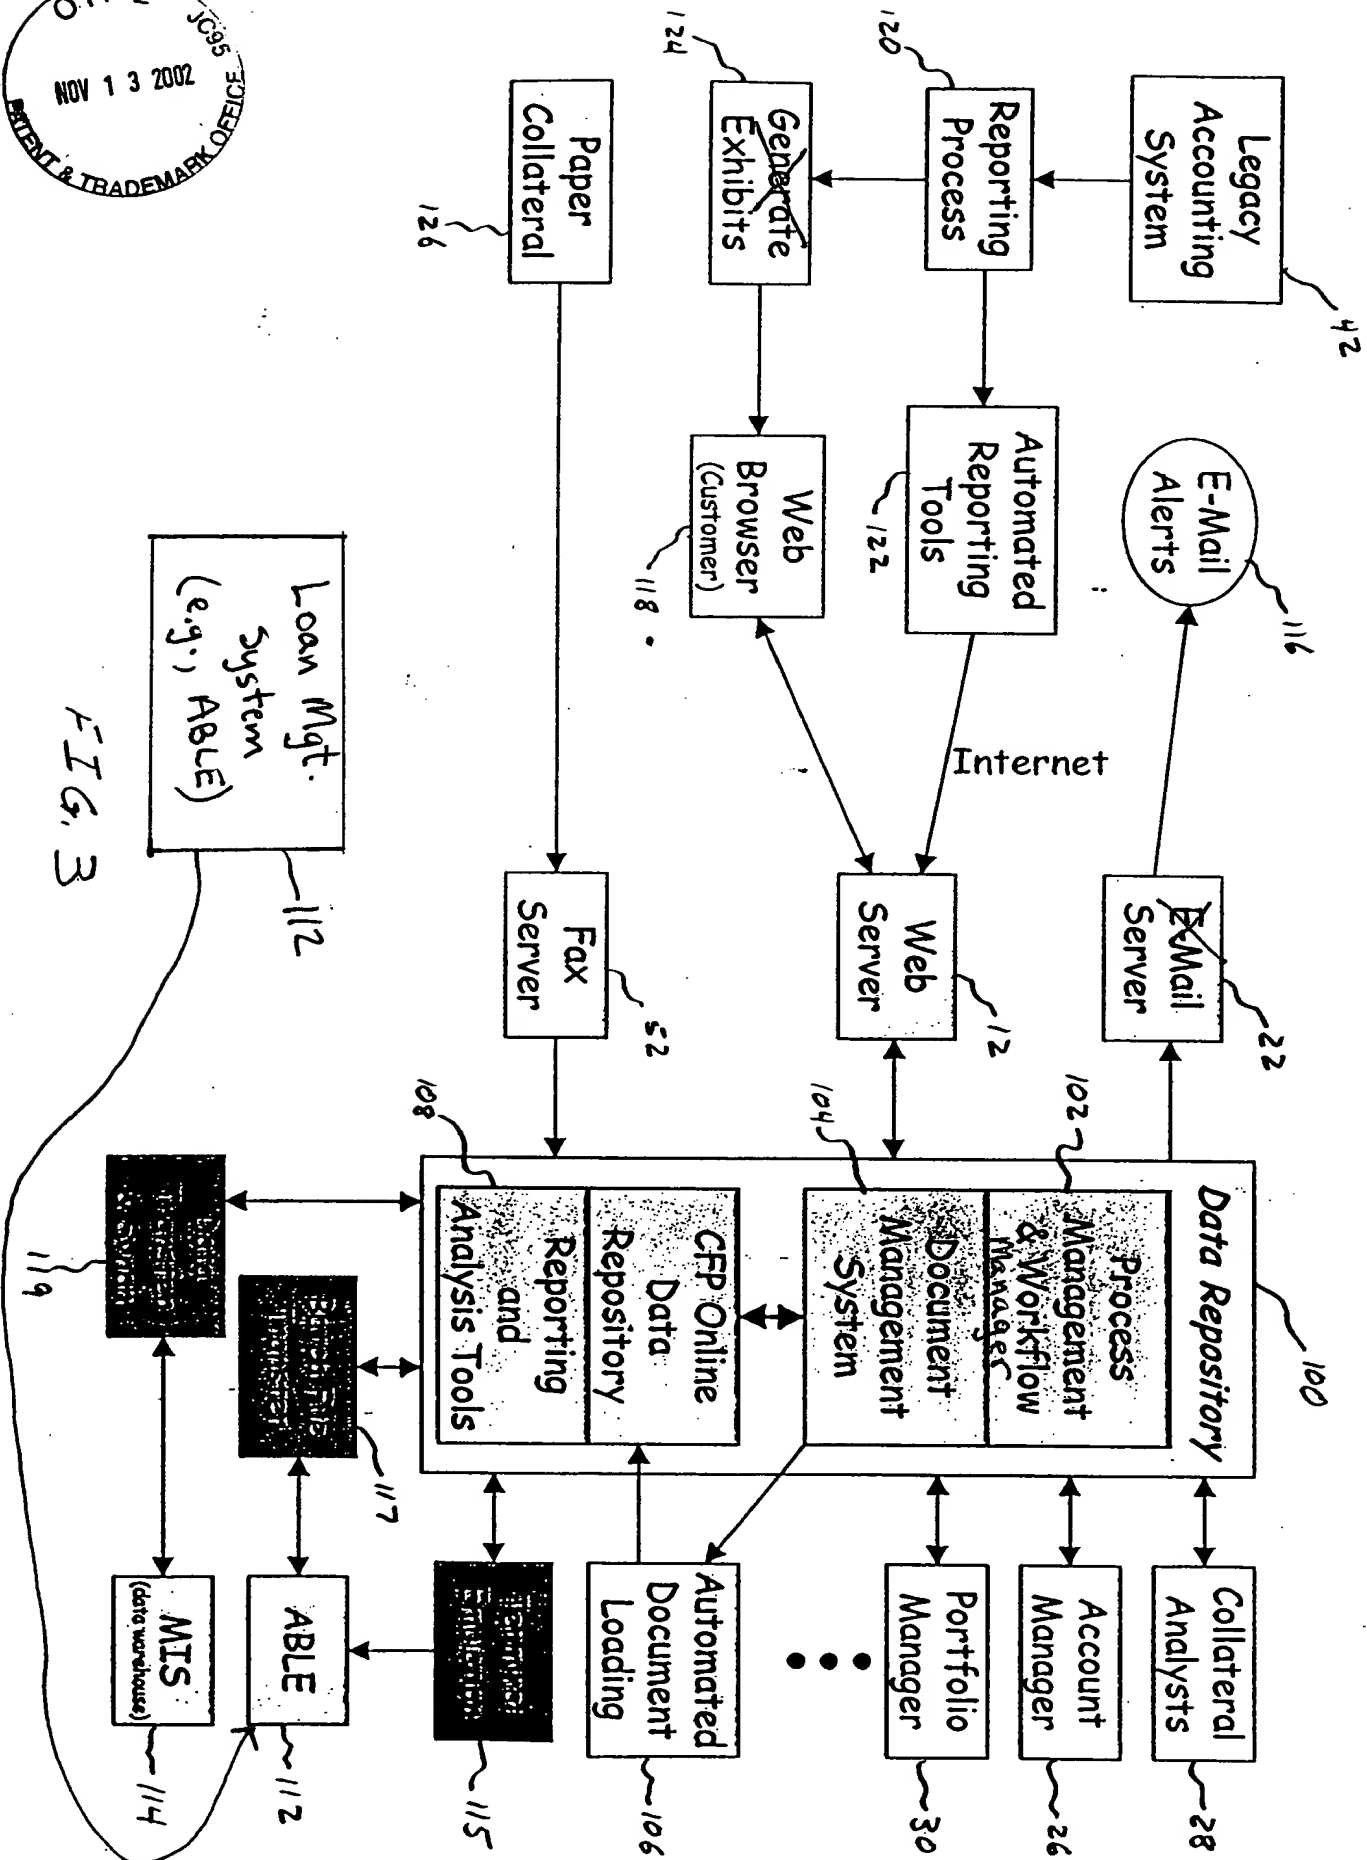 Legacy
Accounting
System
42
E-Mail
Alerts
116
E-Mail
Server
22
Data Repository
100
Collateral
Analysts
28
Reporting
Process
120
Automated
Reporting
Tools
122
Internet
Web
Server
12
Process
Management
& Workflow
Manager
102
Document
Management
System
104
Account
Manager
26
Portfolio
Manager
30
Generate
Exhibits
124
Web
Browser
(Customer)
118
CFP Online
Data
Repository
Reporting
and
Analysis Tools
108
Automated
Document
Loading
106
Paper
Collateral
126
Fax
Server
52
115
117
119
ABLE
112
MIS
(data warehouse)
114
Loan Mgt.
System
(e.g., ABLE)
112
FIG. 3
JC95
NOV 1 3 2002
PATENT & TRADEMARK OFFICE